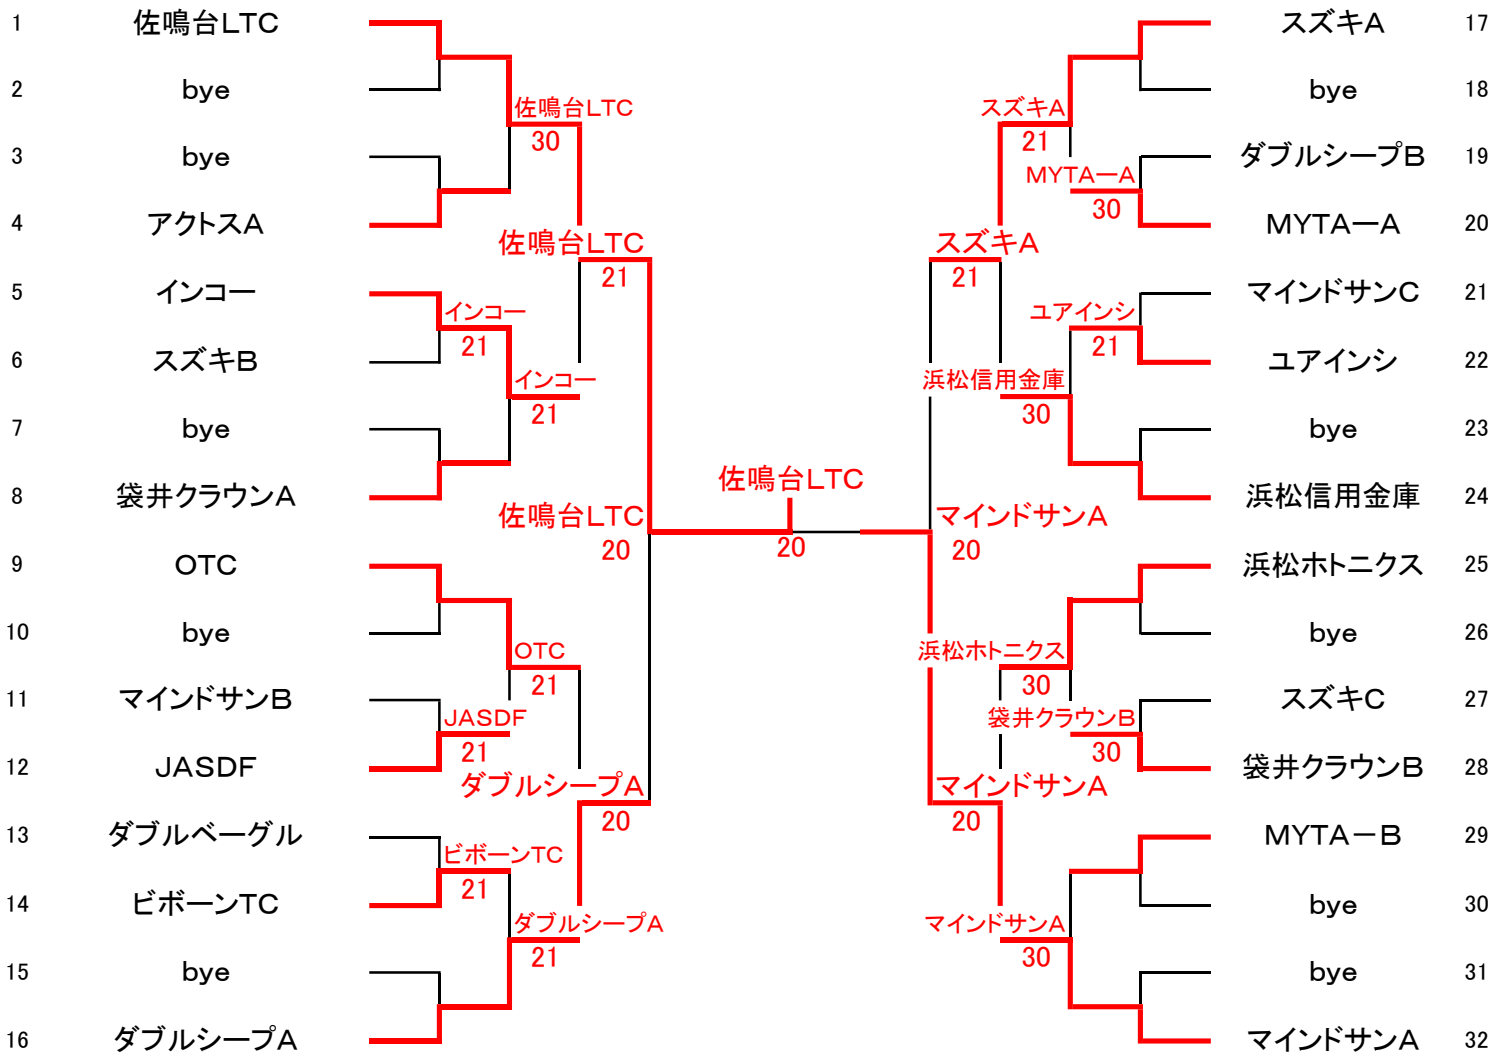 1 佐鳴台LTC
2 bye
佐鳴台LTC
30
3 bye
4 アクトスA
佐鳴台LTC
21
5 インコー
インコー
21
6 スズキB
インコー
21
7 bye
8 袋井クラウンA
佐鳴台LTC
20
9 OTC
10 bye
OTC
21
11 マインドサンB
JASDF
21
12 JASDF
ダブルシープA
20
13 ダブルベーグル
ビボーンTC
21
14 ビボーンTC
ダブルシープA
21
15 bye
16 ダブルシープA
佐鳴台LTC
20
スズキA 17
bye 18
スズキA
21
ダブルシープB 19
MYTAーA
30
MYTAーA 20
スズキA
21
マインドサンC 21
ユアインシ
21
ユアインシ 22
浜松信用金庫
30
bye 23
浜松信用金庫 24
マインドサンA
20
浜松ホトニクス 25
bye 26
浜松ホトニクス
30
スズキC 27
袋井クラウンB
30
袋井クラウンB 28
マインドサンA
20
MYTAーB 29
bye 30
マインドサンA
30
bye 31
マインドサンA 32